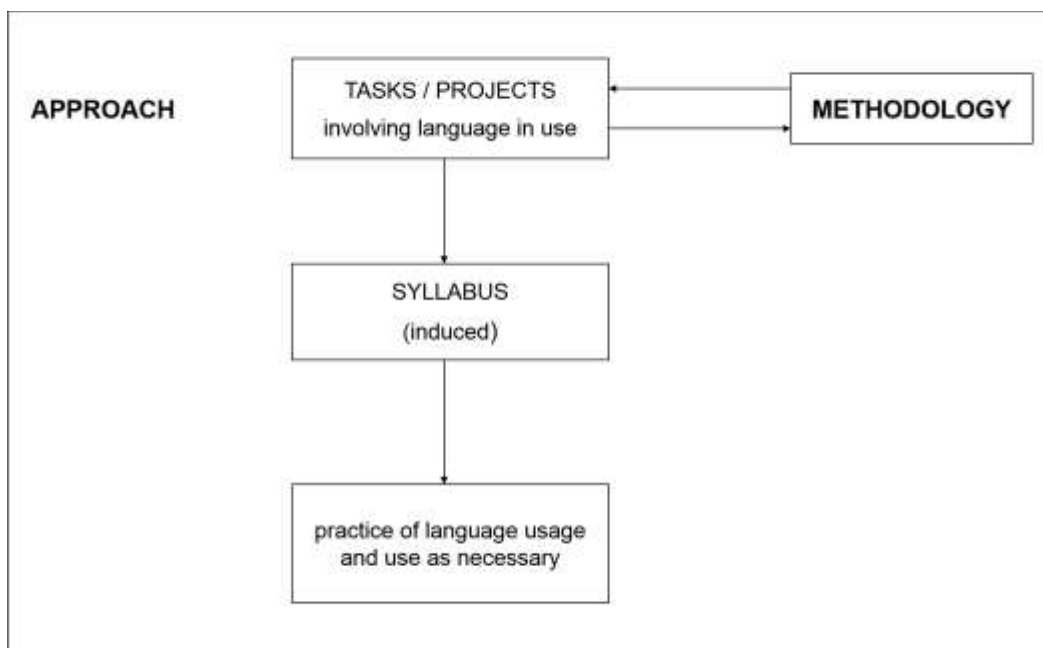 APPROACH
TASKS / PROJECTS
involving language in use
METHODOLOGY
SYLLABUS
(induced)
practice of language usage
and use as necessary